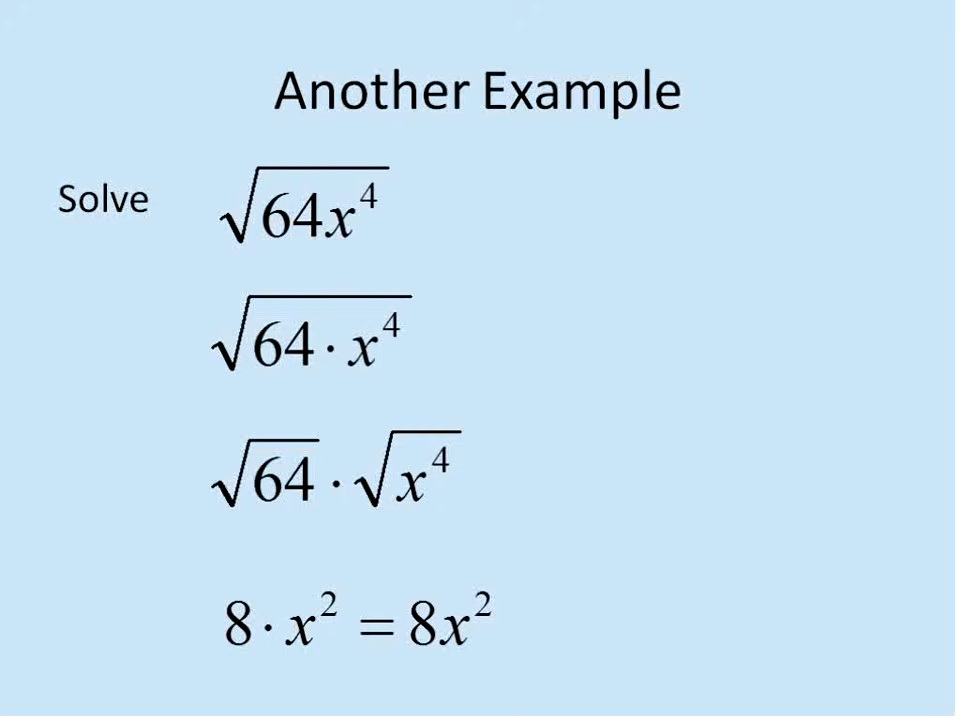 Another Example
Solve √(64x⁴)
√(64 · x⁴)
√64 · √(x⁴)
8 · x² = 8x²